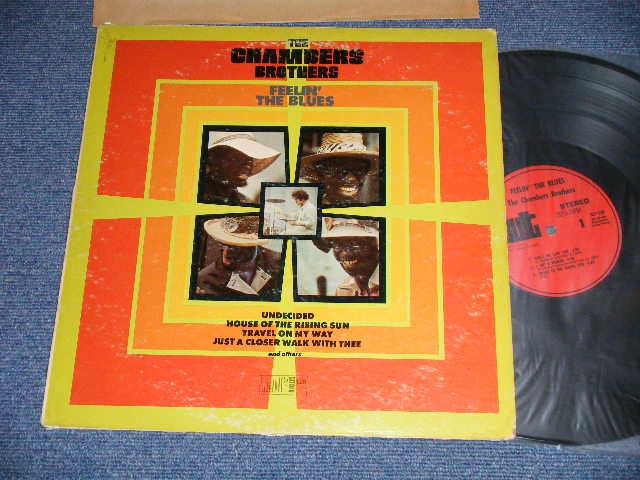 THE
CHAMBERS
BROTHERS
FEELIN'
THE BLUES
UNDECIDED
HOUSE OF THE RISING SUN
TRAVEL ON MY WAY
JUST A CLOSER WALK WITH THEE
and others
FEELIN' THE BLUES
The Chambers Brothers
STEREO
1